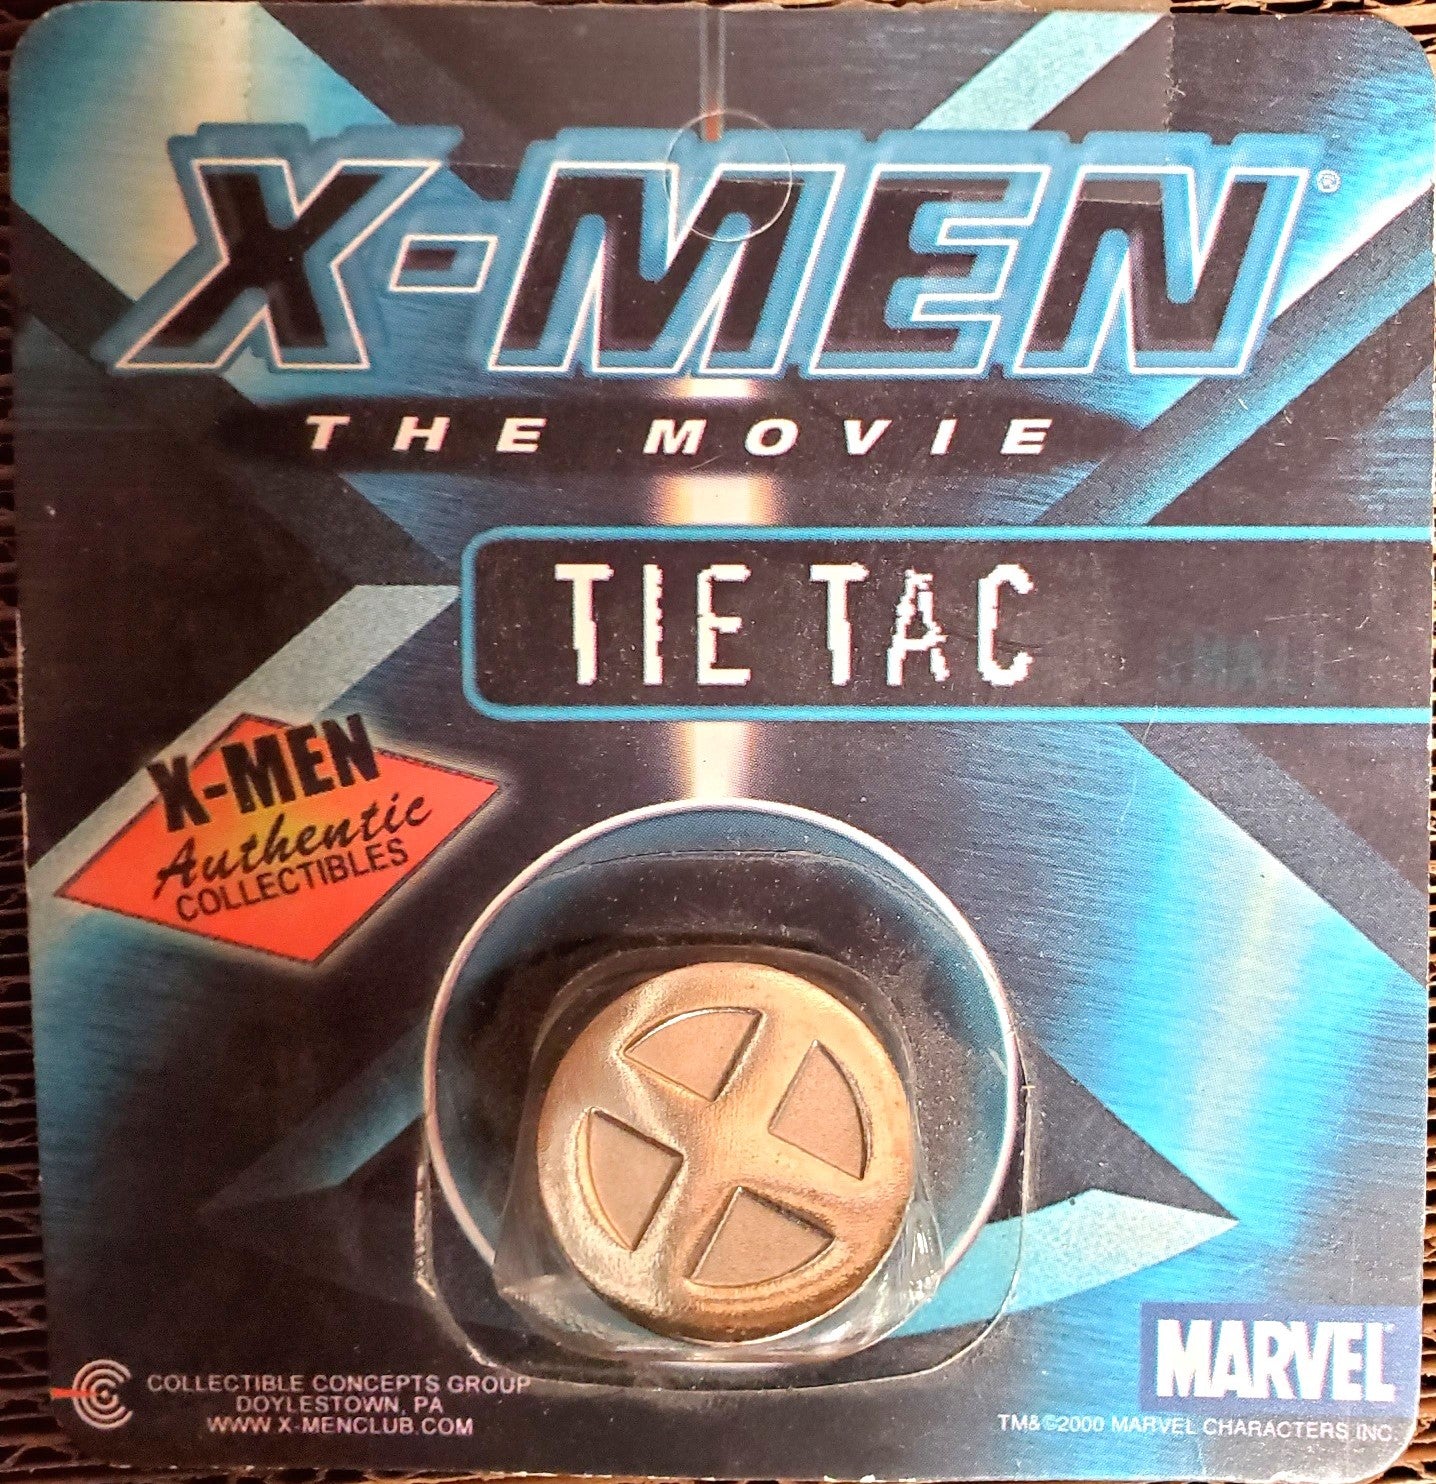 X-MEN®
THE MOVIE
TIE TAC
X-MEN
Authentic
COLLECTIBLES
COLLECTIBLE CONCEPTS GROUP
DOYLESTOWN, PA
WWW.X-MENCLUB.COM
MARVEL
TM&©2000 MARVEL CHARACTERS INC.